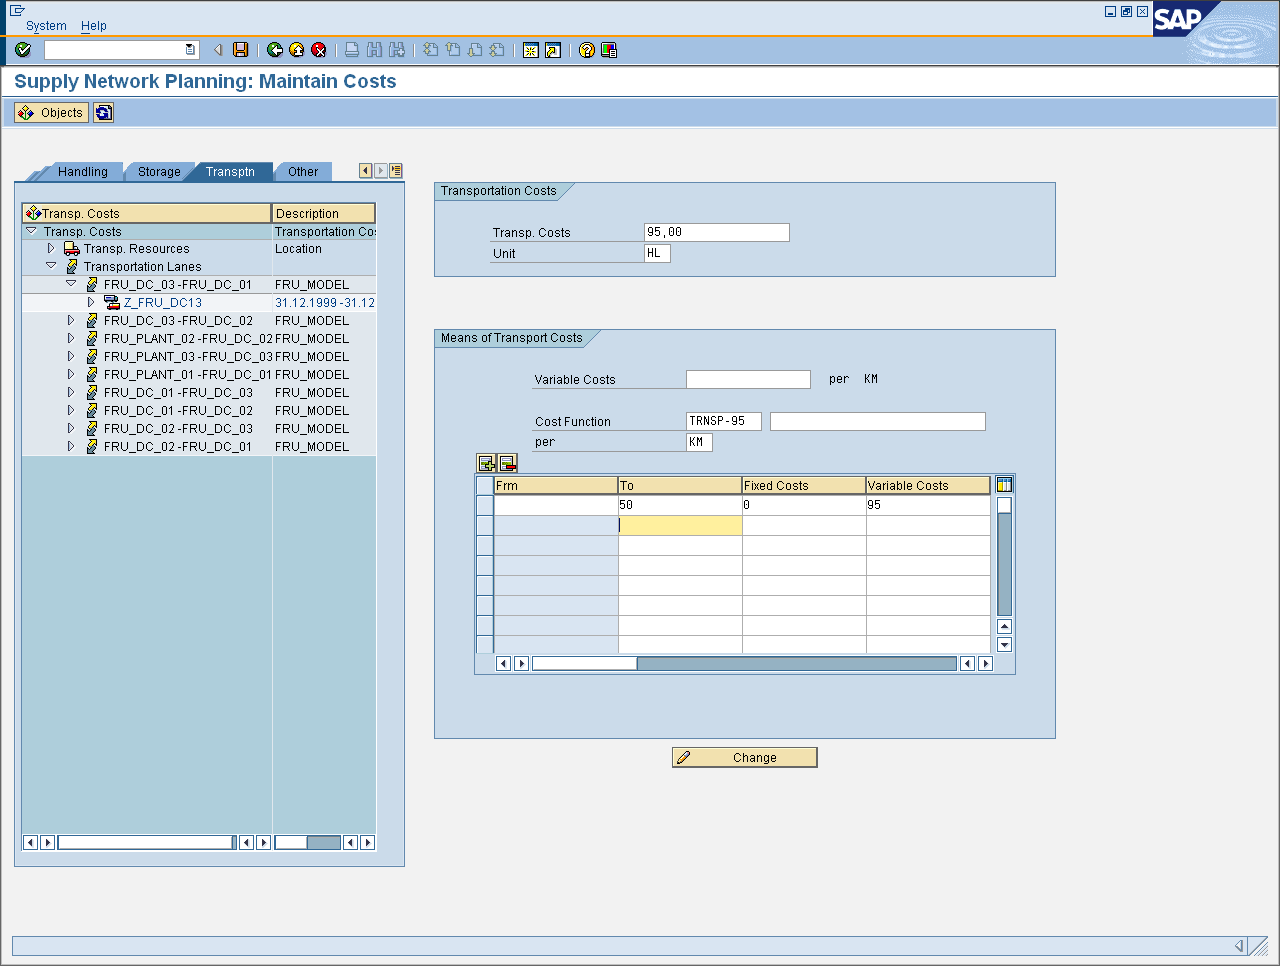 System Help
SAP
Supply Network Planning: Maintain Costs
Objects
Handling Storage Transptn Other
Transp. Costs Description
Transp. Costs Transportation Cos
Transp. Resources Location
Transportation Lanes
FRU_DC_03 -FRU_DC_01 FRU_MODEL
Z_FRU_DC13 31.12.1999 -31.12
FRU_DC_03 -FRU_DC_02 FRU_MODEL
FRU_PLANT_02 -FRU_DC_02 FRU_MODEL
FRU_PLANT_03 -FRU_DC_03 FRU_MODEL
FRU_PLANT_01 -FRU_DC_01 FRU_MODEL
FRU_DC_01 -FRU_DC_03 FRU_MODEL
FRU_DC_01 -FRU_DC_02 FRU_MODEL
FRU_DC_02 -FRU_DC_03 FRU_MODEL
FRU_DC_02 -FRU_DC_01 FRU_MODEL
Transportation Costs
Transp. Costs 95,00
Unit HL
Means of Transport Costs
Variable Costs per KM
Cost Function TRNSP-95
per KM
Frm To Fixed Costs Variable Costs
50 0 95
Change